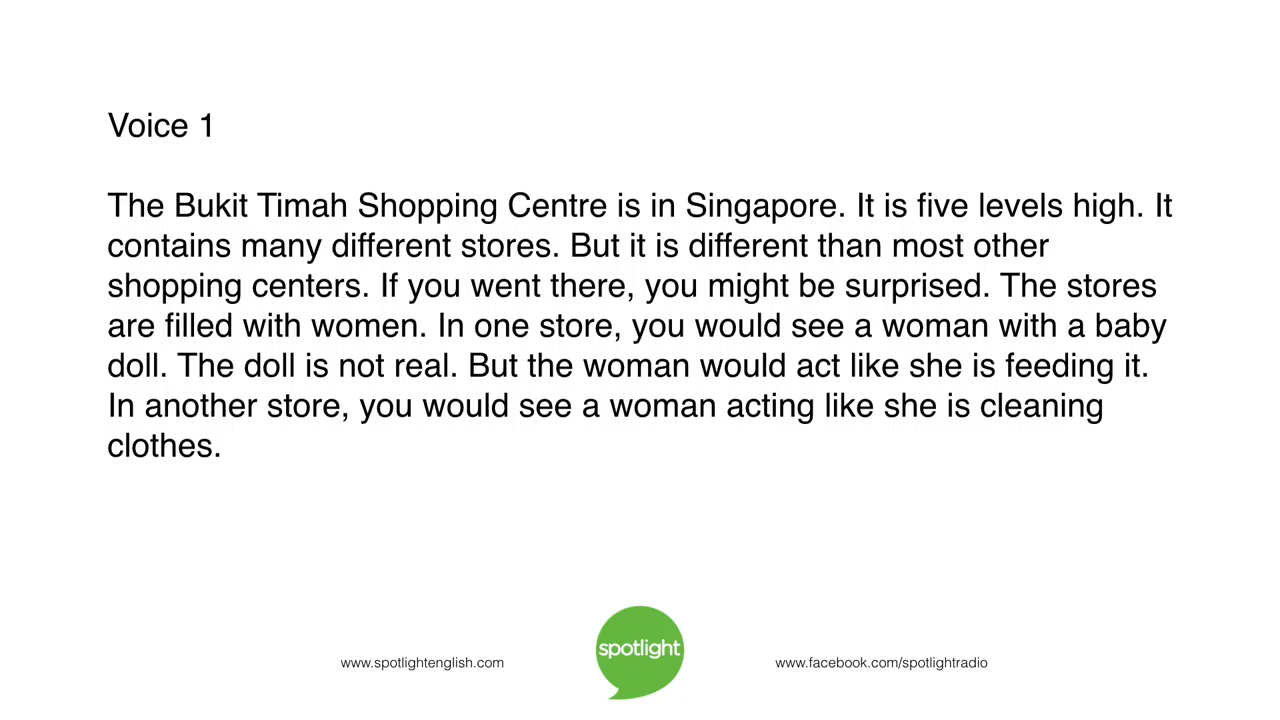 Voice 1
The Bukit Timah Shopping Centre is in Singapore. It is five levels high. It
contains many different stores. But it is different than most other
shopping centers. If you went there, you might be surprised. The stores
are filled with women. In one store, you would see a woman with a baby
doll. The doll is not real. But the woman would act like she is feeding it.
In another store, you would see a woman acting like she is cleaning
clothes.
www.spotlightenglish.com
spotlight
www.facebook.com/spotlightradio